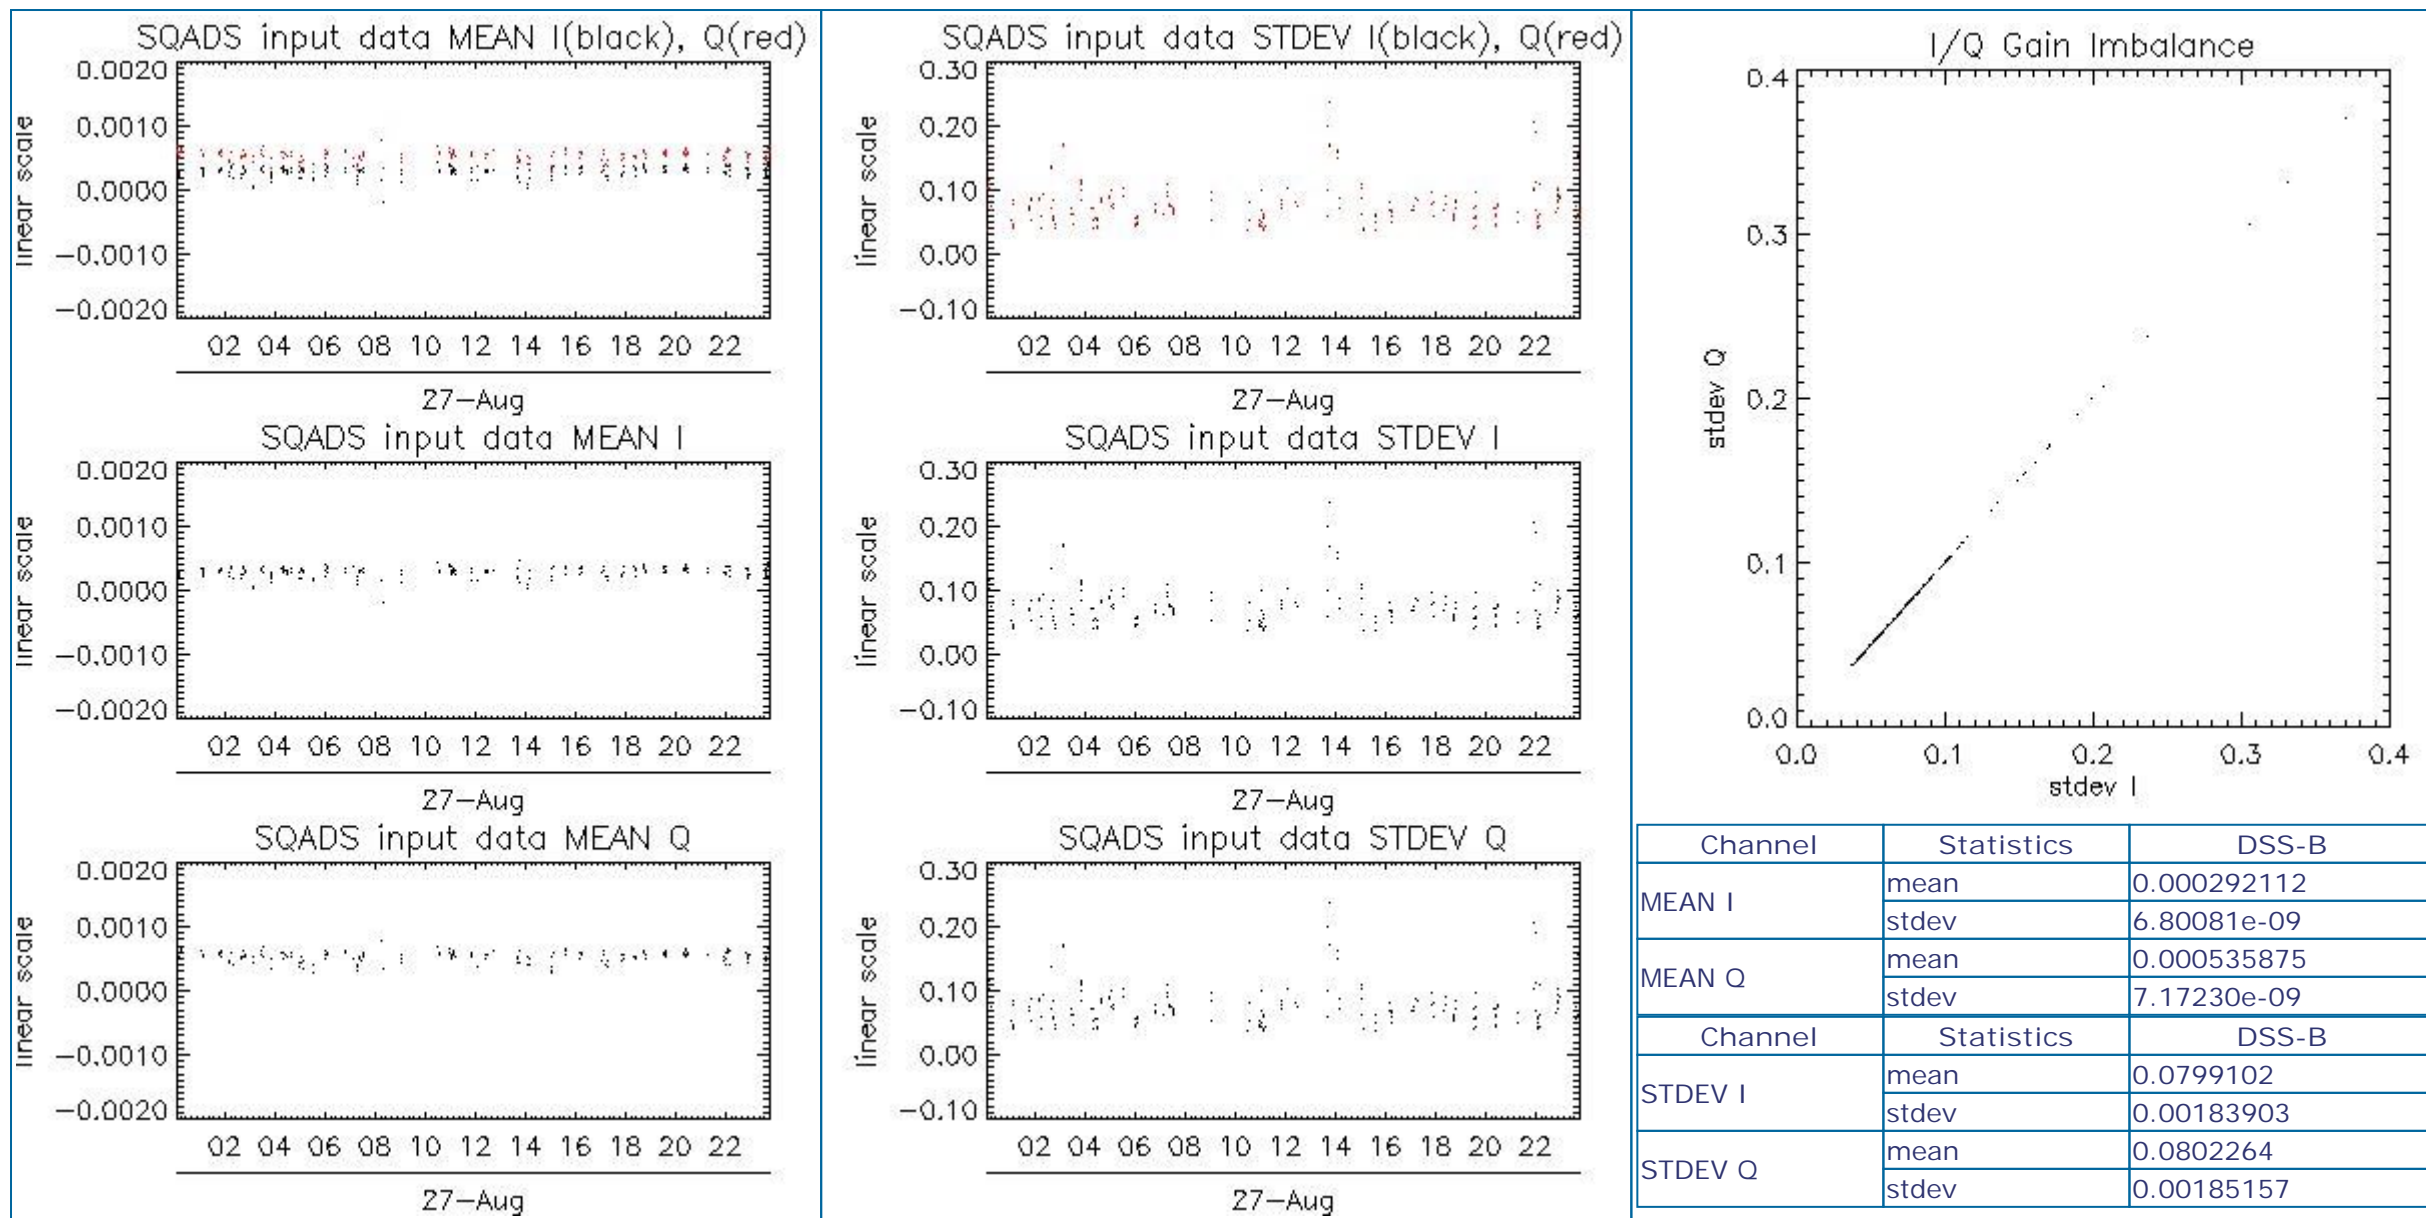 SQADS input data MEAN I(black), Q(red)
linear scale
0.0020
0.0010
0.0000
-0.0010
-0.0020
02 04 06 08 10 12 14 16 18 20 22
27-Aug
SQADS input data MEAN I
linear scale
0.0020
0.0010
0.0000
-0.0010
-0.0020
02 04 06 08 10 12 14 16 18 20 22
27-Aug
SQADS input data MEAN Q
linear scale
0.0020
0.0010
0.0000
-0.0010
-0.0020
02 04 06 08 10 12 14 16 18 20 22
27-Aug
SQADS input data STDEV I(black), Q(red)
linear scale
0.30
0.20
0.10
0.00
-0.10
02 04 06 08 10 12 14 16 18 20 22
27-Aug
SQADS input data STDEV I
linear scale
0.30
0.20
0.10
0.00
-0.10
02 04 06 08 10 12 14 16 18 20 22
27-Aug
SQADS input data STDEV Q
linear scale
0.30
0.20
0.10
0.00
-0.10
02 04 06 08 10 12 14 16 18 20 22
27-Aug
I/Q Gain Imbalance
stdev Q
0.4
0.3
0.2
0.1
0.0
0.0 0.1 0.2 0.3 0.4
stdev I
Channel Statistics DSS-B
MEAN I mean 0.000292112
stdev 6.80081e-09
MEAN Q mean 0.000535875
stdev 7.17230e-09
Channel Statistics DSS-B
STDEV I mean 0.0799102
stdev 0.00183903
STDEV Q mean 0.0802264
stdev 0.00185157